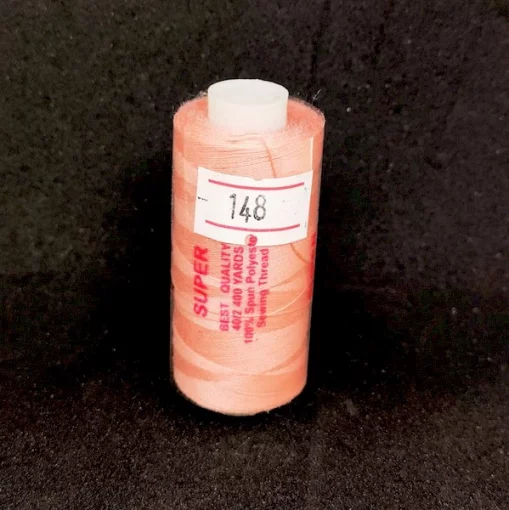 148
SUPER
BEST QUALITY
40/2 400 YARDS
100% Spun Polyester
Sewing Thread